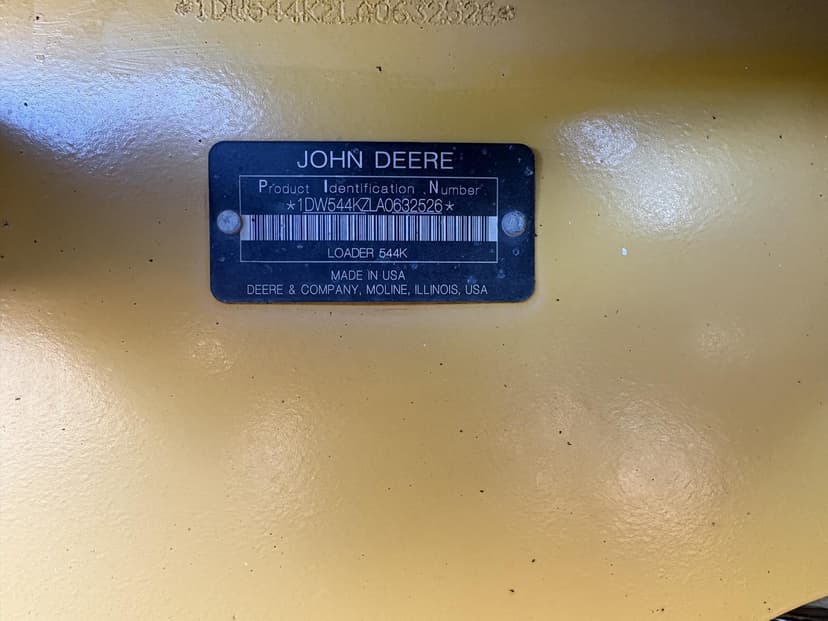 *1DW544KZLA0632526*
JOHN DEERE
Product Identification Number
*1DW544KZLA0632526*
LOADER 544K
MADE IN USA
DEERE & COMPANY, MOLINE, ILLINOIS, USA